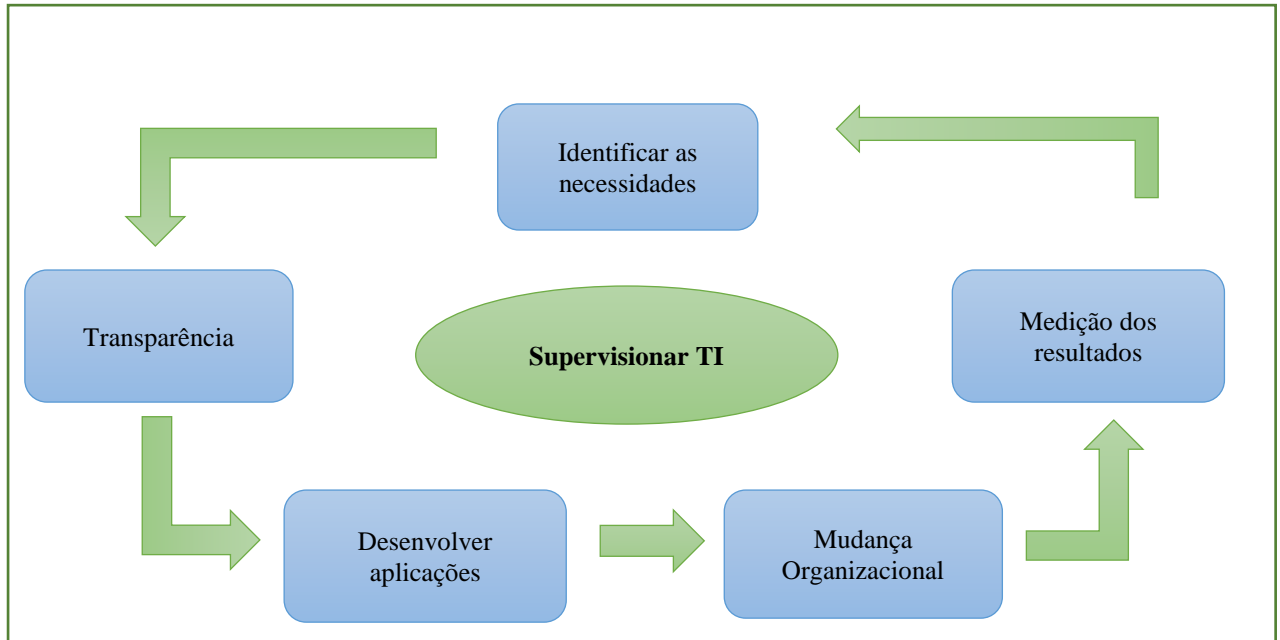 Identificar as
necessidades
Transparência
Supervisionar TI
Medição dos
resultados
Desenvolver
aplicações
Mudança
Organizacional